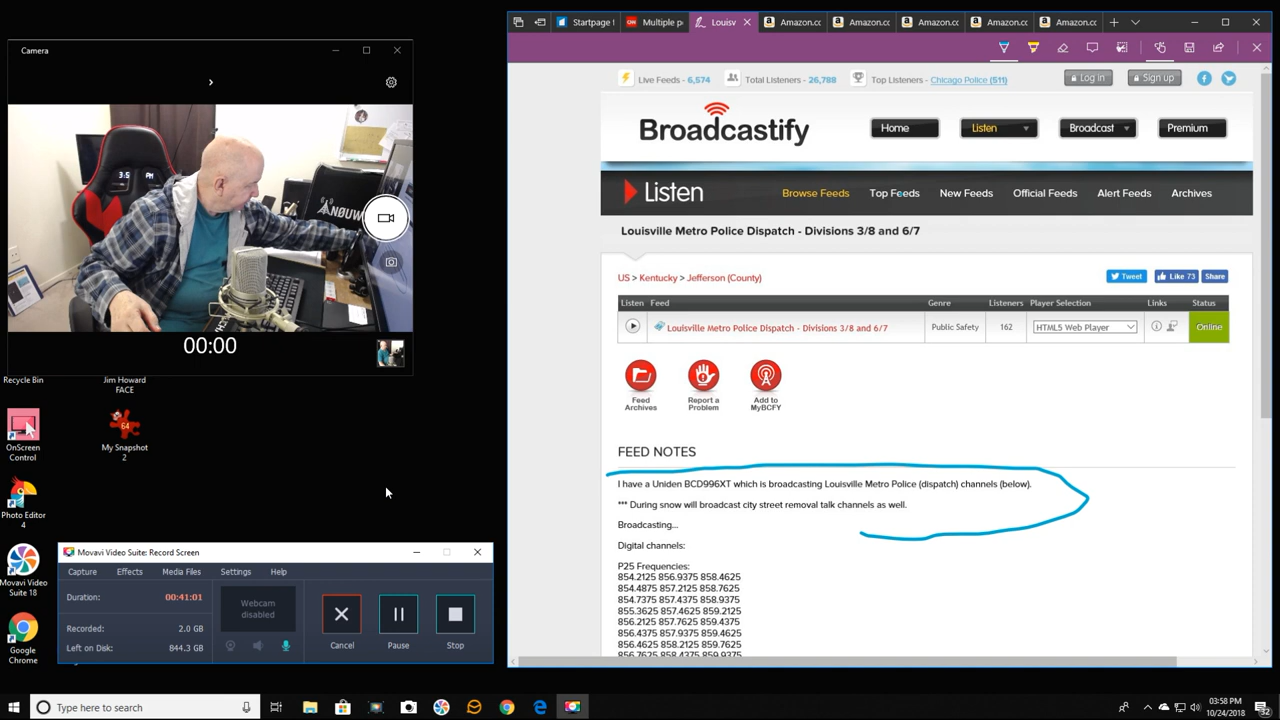 Camera
3:5 AM
ANOUW
00:00
Recycle Bin
Jim Howard FACE
OnScreen Control
64
My Snapshot 2
Photo Editor 4
Movavi Video Suite 18
Google Chrome
Movavi Video Suite: Record Screen
Capture Effects Media Files Settings Help
Duration: 00:41:01
Recorded: 2.0 GB
Left on Disk: 844.3 GB
Webcam disabled
Cancel Pause Stop
Startpage Multiple p Louisv Amazon.cc Amazon.cc Amazon.cc Amazon.cc Amazon.cc
Live Feeds - 6,574 Total Listeners - 26,788 Top Listeners - Chicago Police (511) Log in Sign up
Broadcastify
Home Listen Broadcast Premium
Listen Browse Feeds Top Feeds New Feeds Official Feeds Alert Feeds Archives
Louisville Metro Police Dispatch - Divisions 3/8 and 6/7
US > Kentucky > Jefferson (County)
Tweet Like 73 Share
Listen Feed Genre Listeners Player Selection Links Status
Louisville Metro Police Dispatch - Divisions 3/8 and 6/7 Public Safety 162 HTML5 Web Player Online
Feed Archives
Report a Problem
Add to MyBCFY
FEED NOTES
I have a Uniden BCD996XT which is broadcasting Louisville Metro Police (dispatch) channels (below).
*** During snow will broadcast city street removal talk channels as well.
Broadcasting...
Digital channels:
P25 Frequencies:
854.2125 856.9375 858.4625
854.4875 857.2125 858.7625
854.7375 857.4375 858.9375
855.3625 857.4625 859.2125
856.2125 857.7625 859.4375
856.4375 857.9375 859.4625
856.4625 858.2125 859.7625
856.7625 858.4375 859.9375
Type here to search
03:58 PM
10/24/2018
32